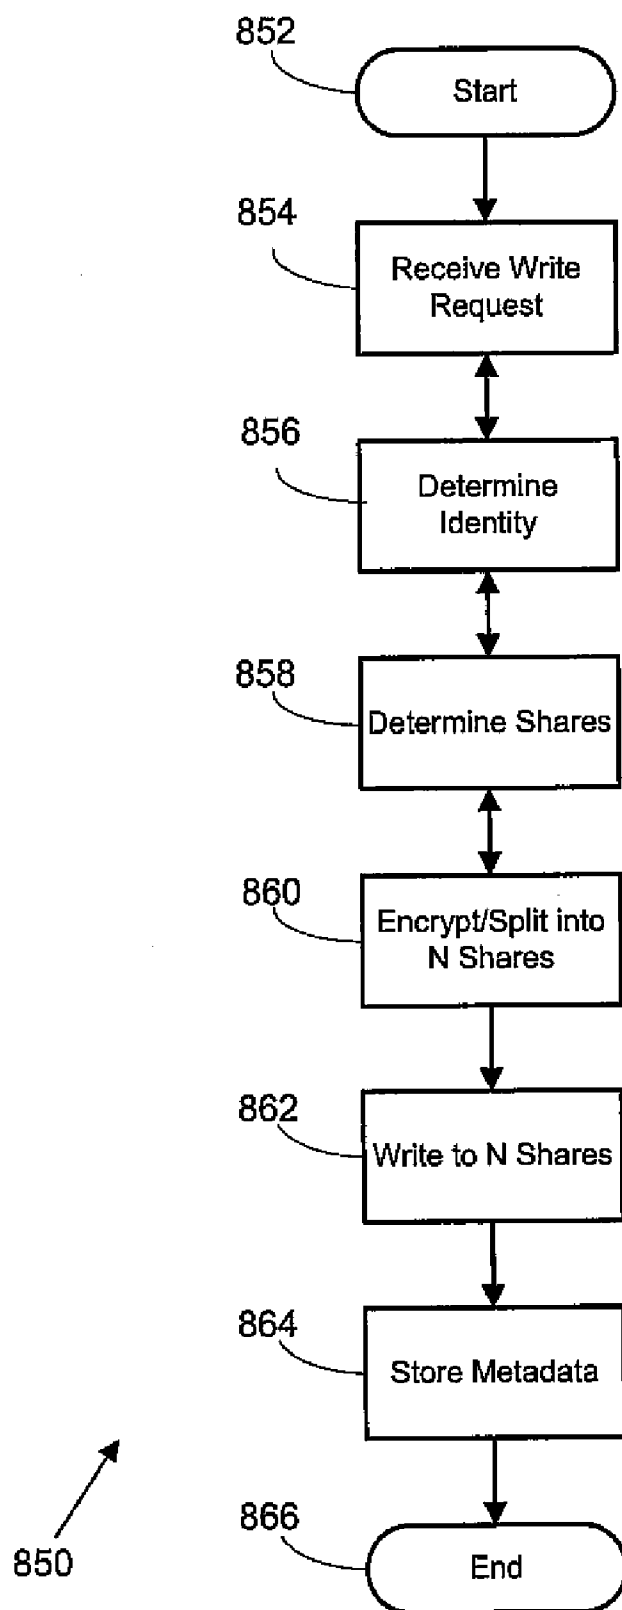 852
Start
854
Receive Write
Request
856
Determine
Identity
858
Determine Shares
860
Encrypt/Split into
N Shares
862
Write to N Shares
864
Store Metadata
850
866
End